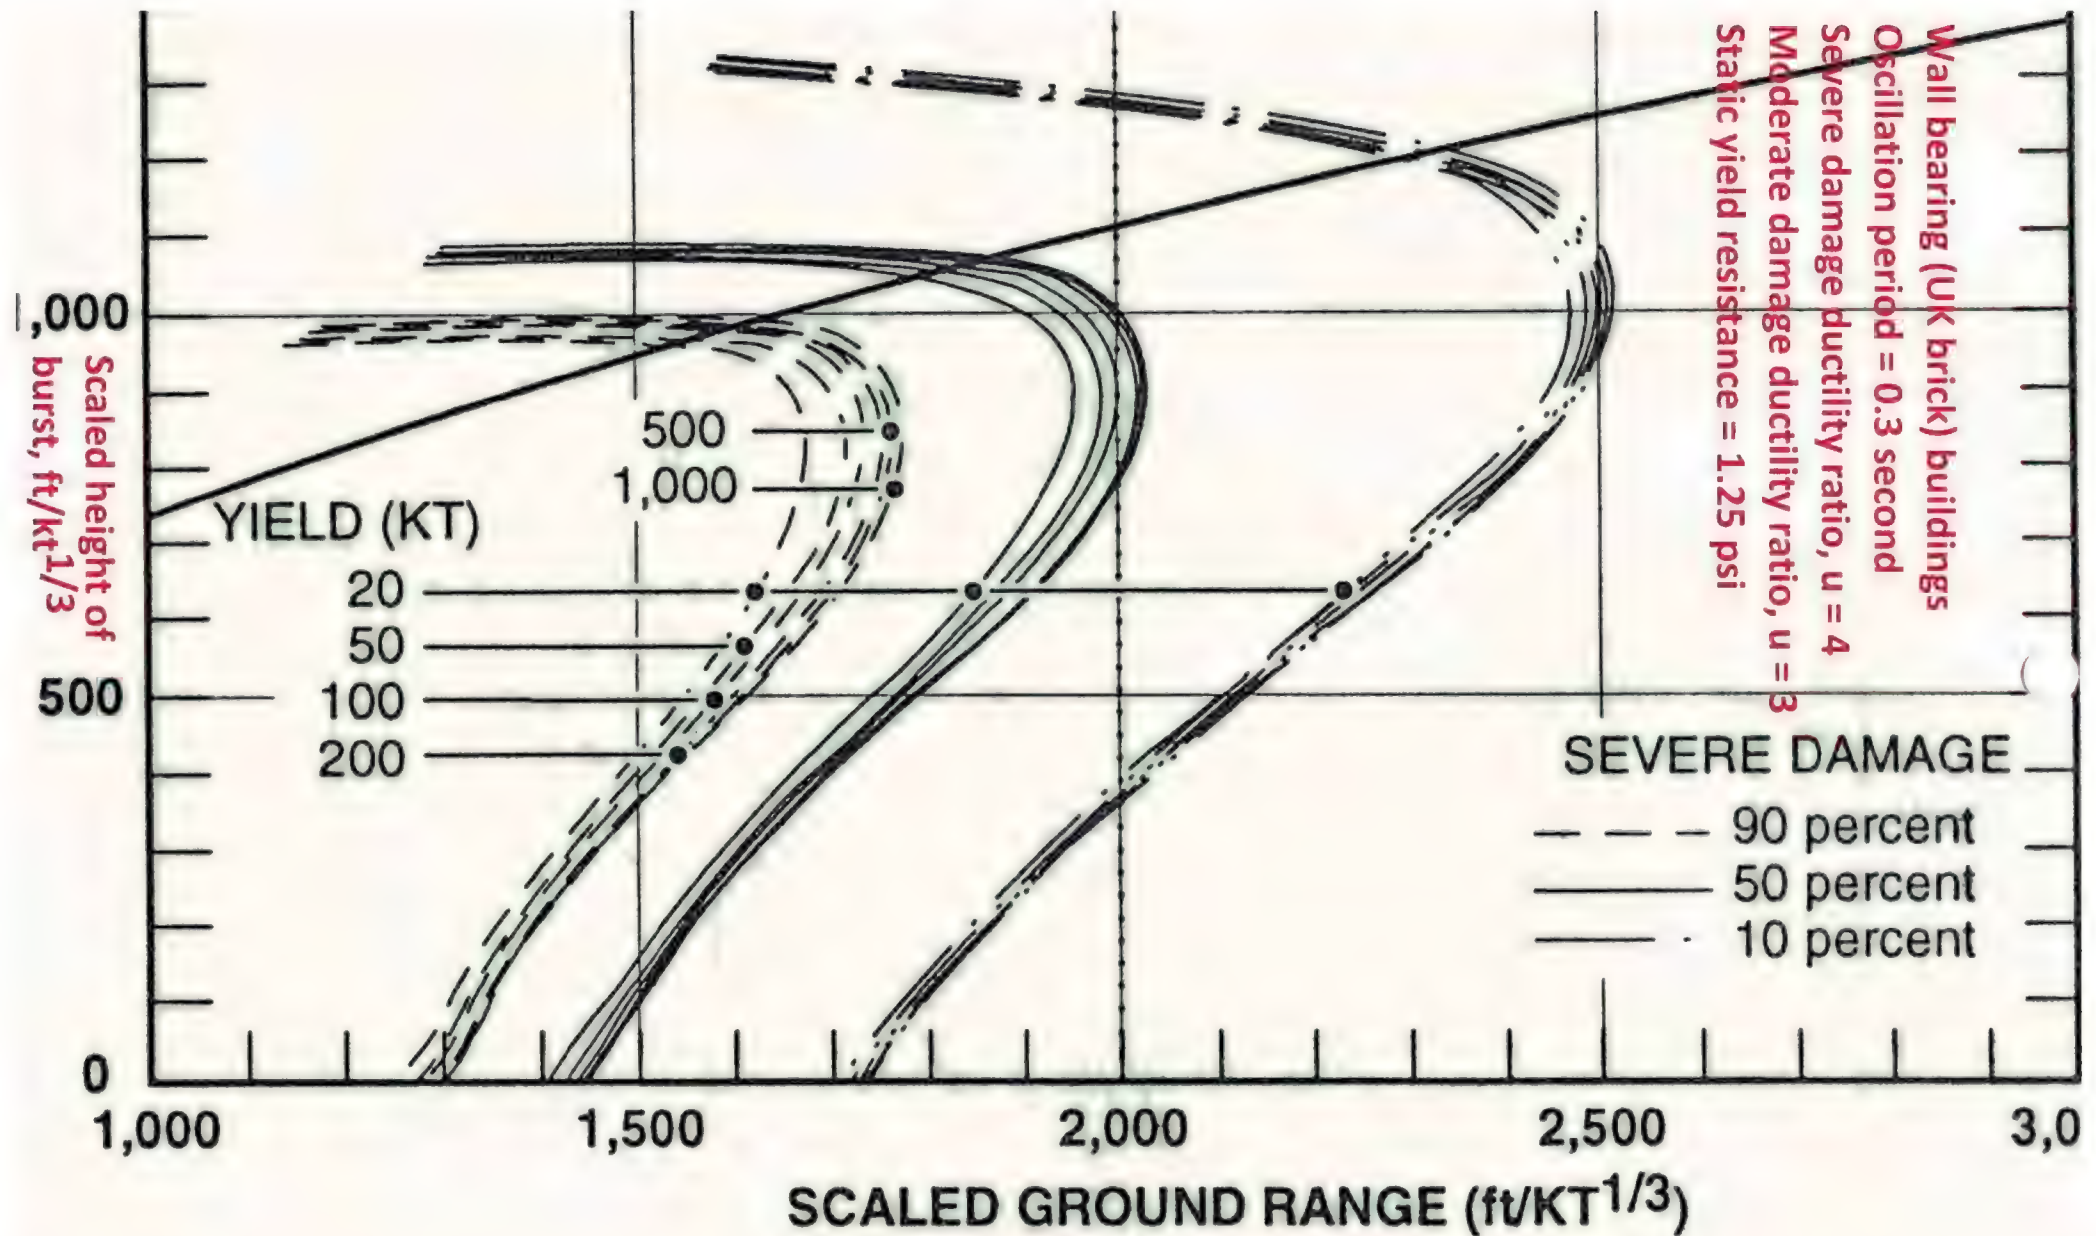 Wall bearing (UK brick) buildings
Oscillation period = 0.3 second
Severe damage ductility ratio, u = 4
Moderate damage ductility ratio, u = 3
Static yield resistance = 1.25 psi
,000
Scaled height of
burst, ft/kt1/3
500
0
YIELD (KT)
500
1,000
20
50
100
200
SEVERE DAMAGE
90 percent
50 percent
10 percent
1,000 1,500 2,000 2,500 3,0
SCALED GROUND RANGE (ft/KT1/3)